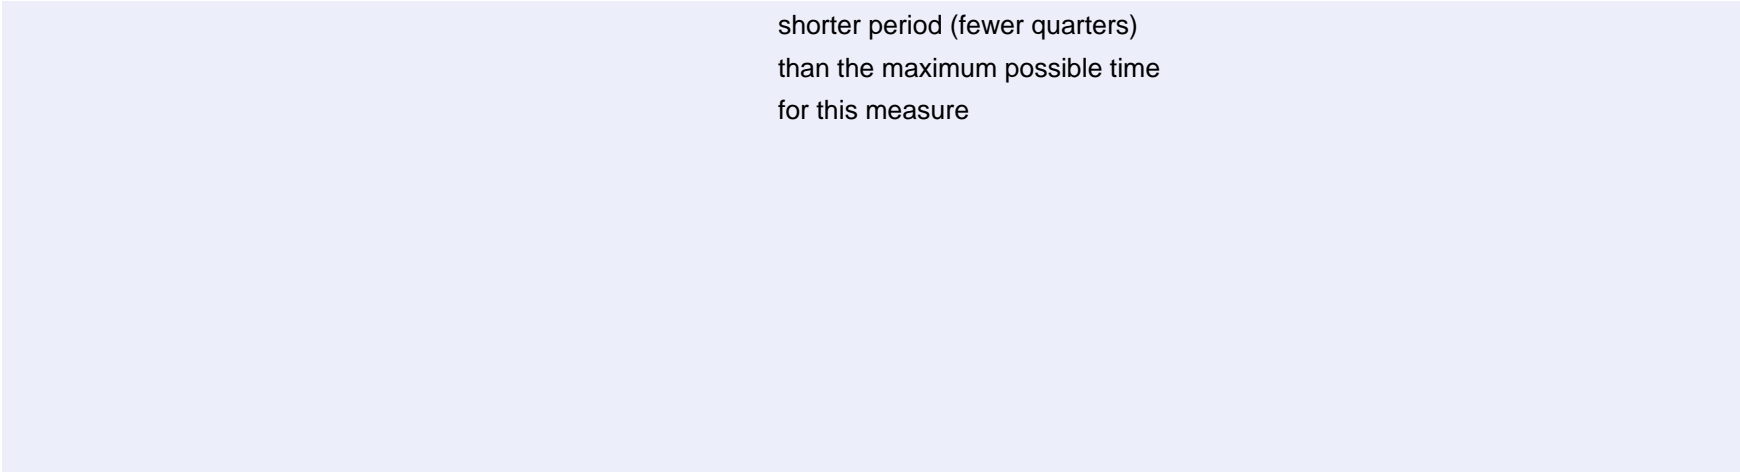 shorter period (fewer quarters)
than the maximum possible time
for this measure